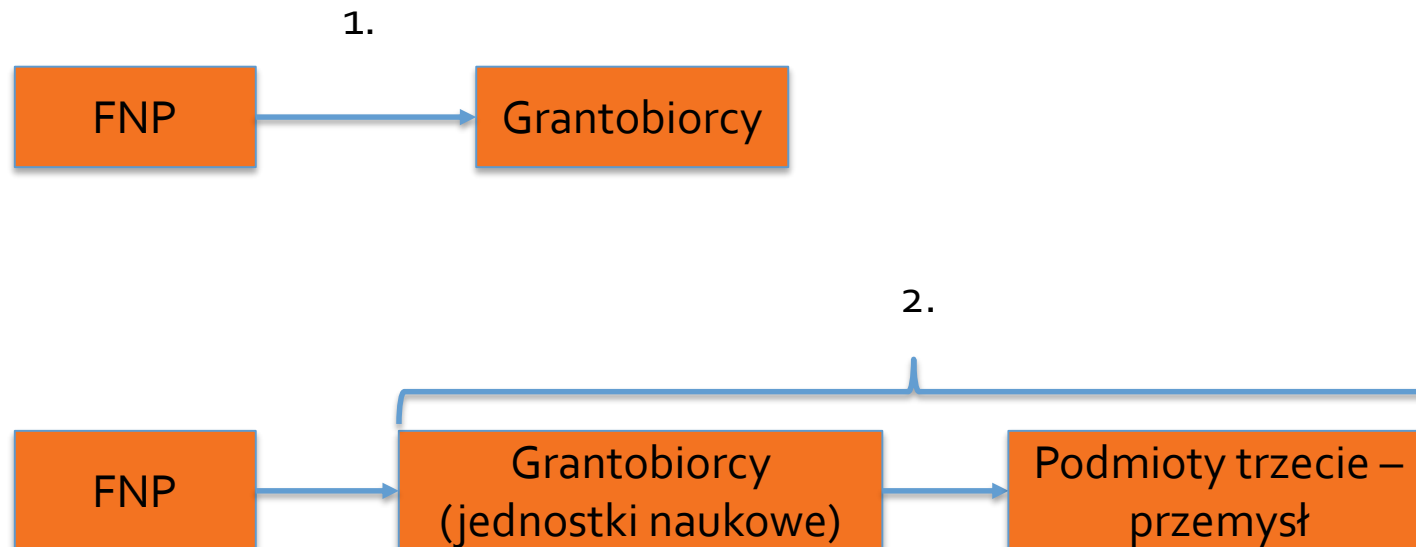 1.
FNP
Grantobiorcy
2.
FNP
Grantobiorcy
(jednostki naukowe)
Podmioty trzecie –
przemysł